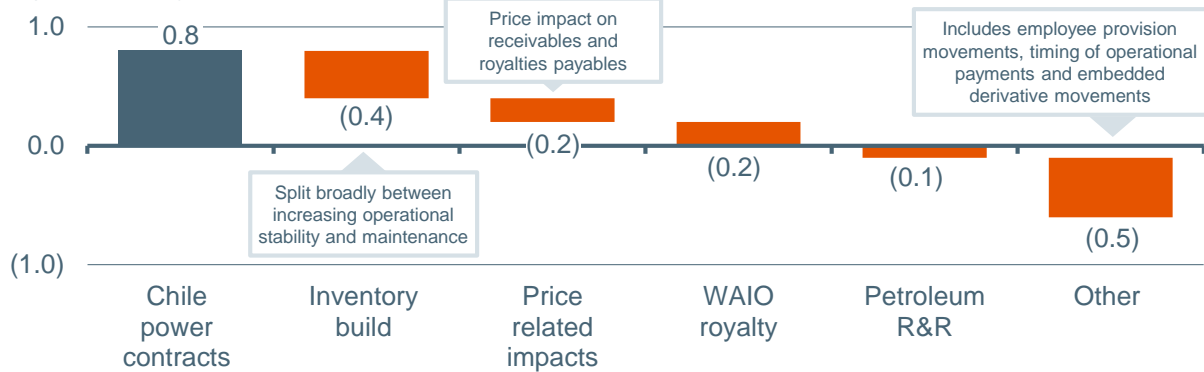 1.0
0.8
(0.4)
(0.2)
(0.2)
(0.1)
(0.5)
0.0
(1.0)
Price impact on
receivables and
royalties payables
Includes employee provision
movements, timing of operational
payments and embedded
derivative movements
Split broadly between
increasing operational
stability and maintenance
Chile
power
contracts
Inventory
build
Price
related
impacts
WAIO
royalty
Petroleum
R&R
Other